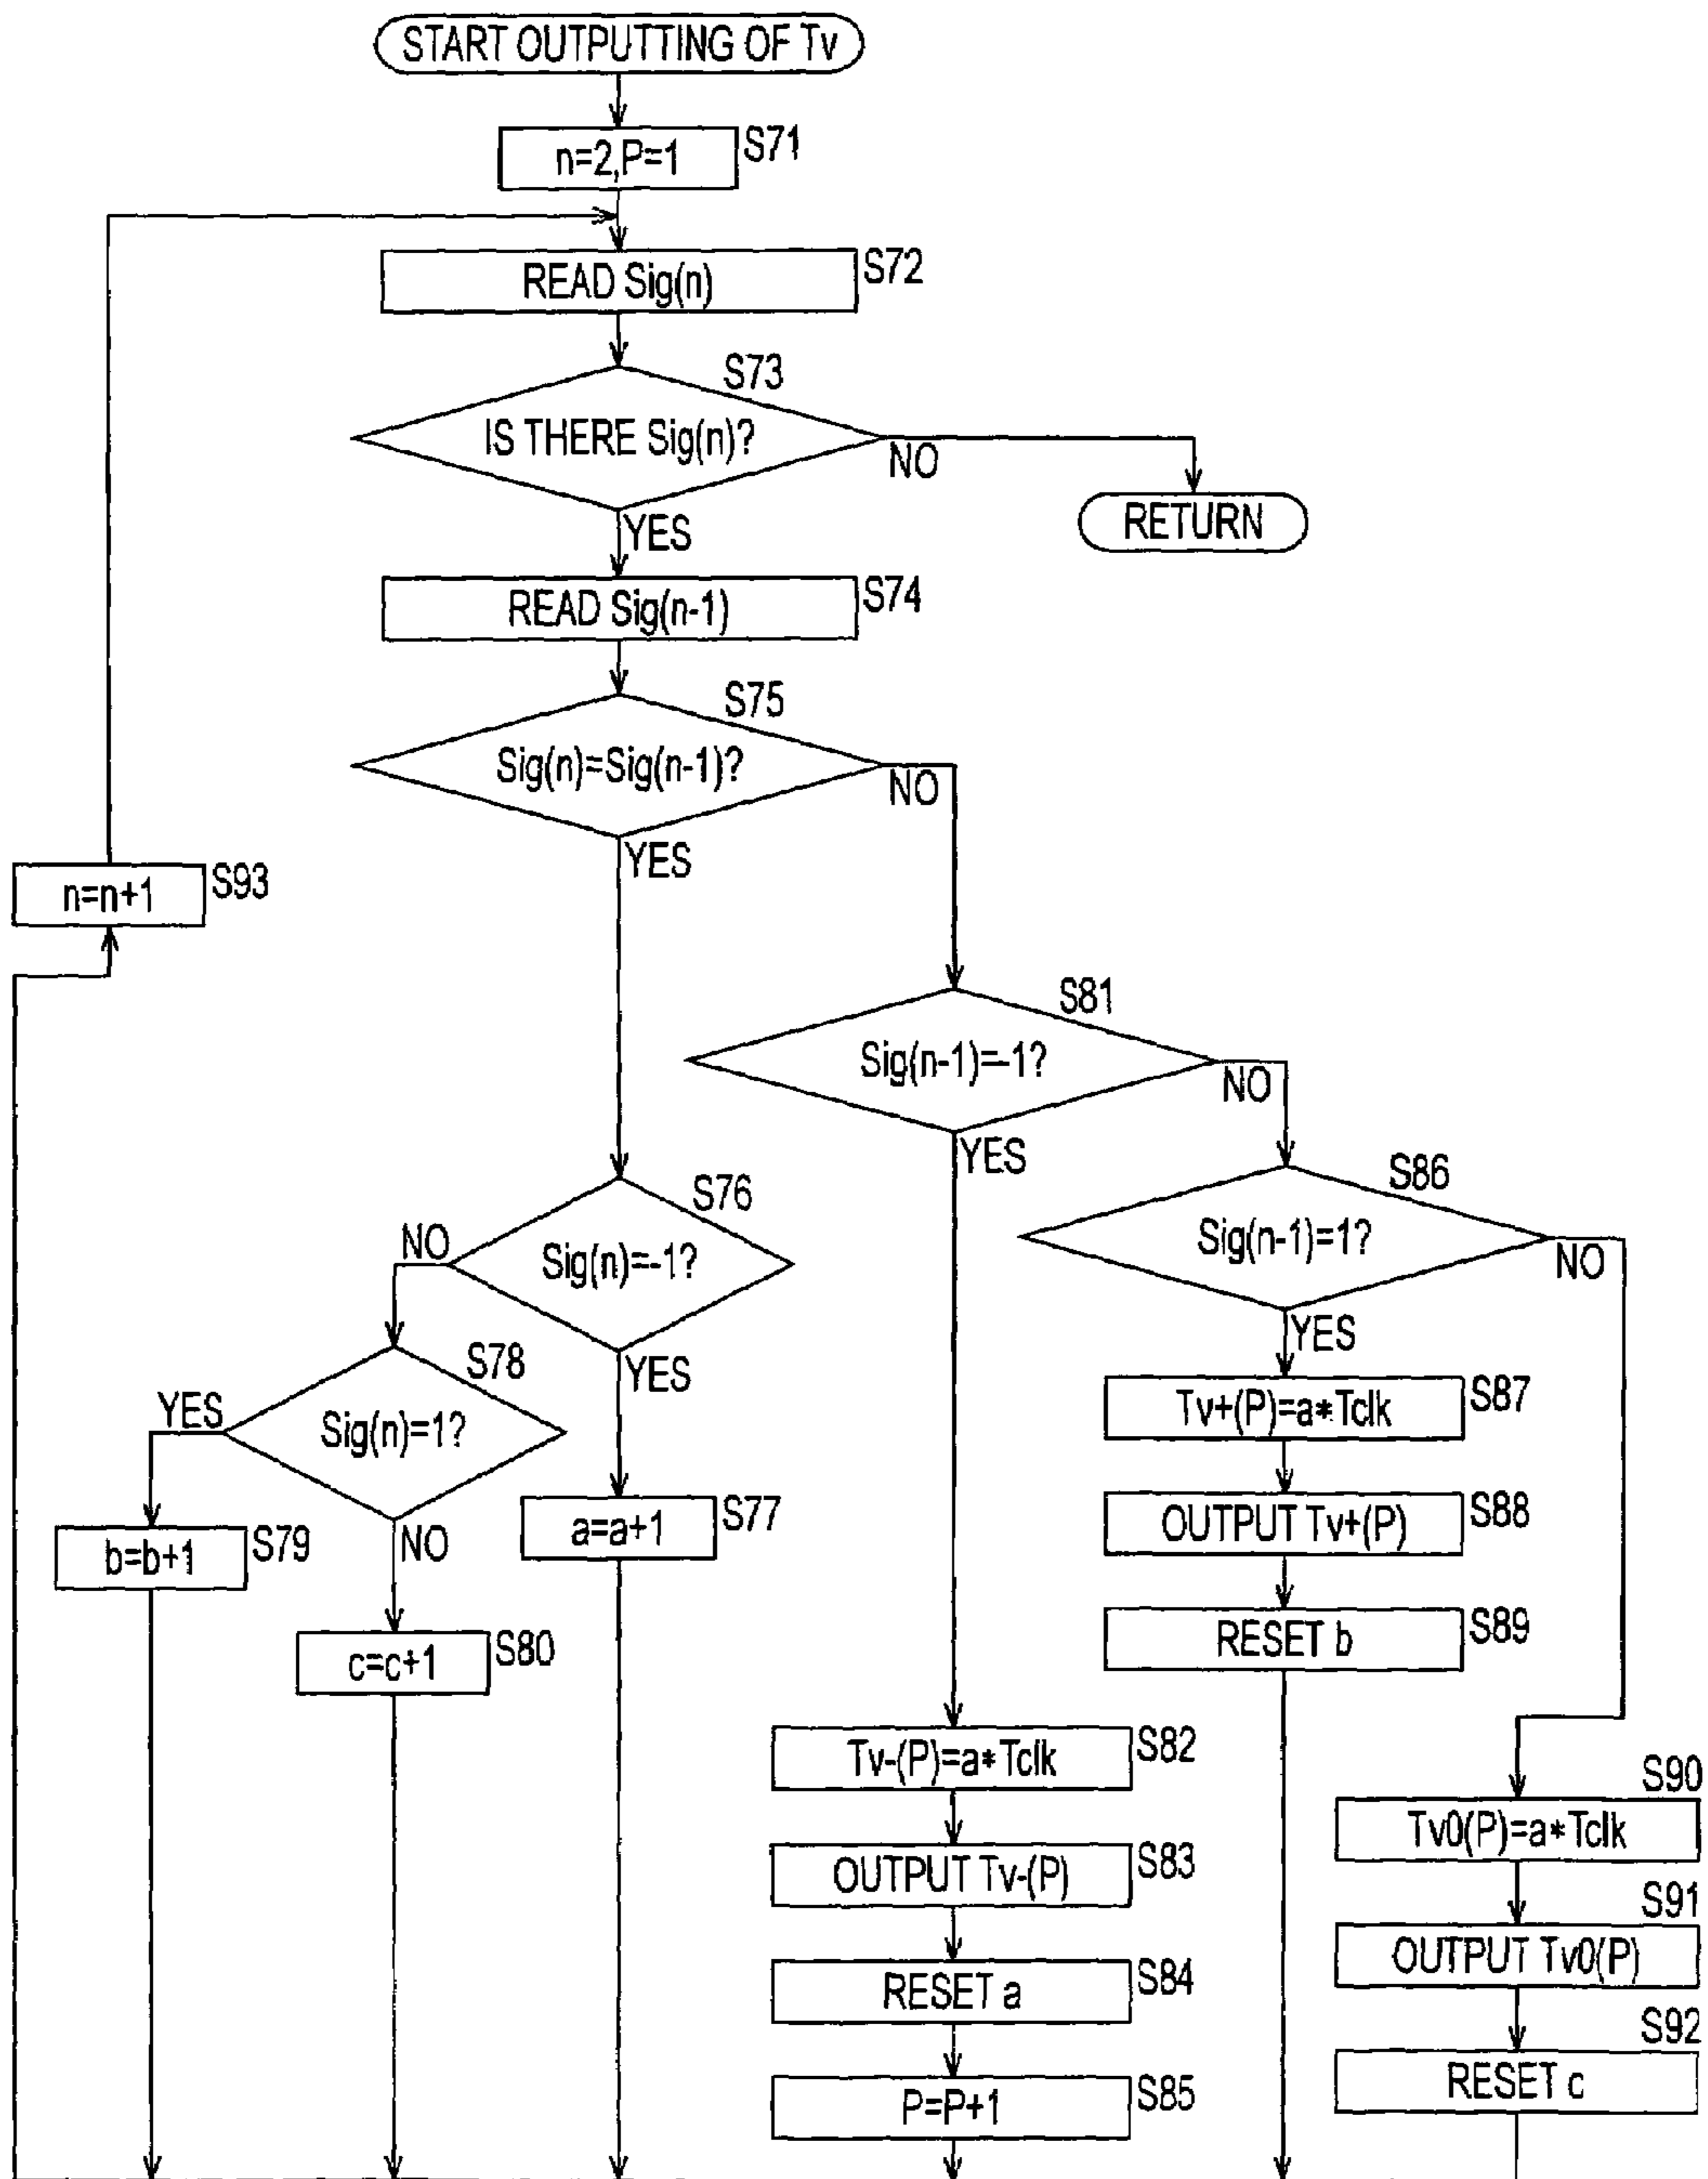 START OUTPUTTING OF Tv
n=2,P=1
S71
READ Sig(n)
S72
S73
IS THERE Sig(n)?
NO
RETURN
YES
READ Sig(n-1)
S74
S75
Sig(n)=Sig(n-1)?
NO
YES
n=n+1
S93
S81
Sig(n-1)=-1?
NO
YES
S86
Sig(n-1)=1?
NO
YES
S76
Sig(n)=-1?
NO
YES
S78
Sig(n)=1?
YES
NO
b=b+1
S79
c=c+1
S80
a=a+1
S77
Tv+(P)=a*Tclk
S87
OUTPUT Tv+(P)
S88
RESET b
S89
Tv-(P)=a*Tclk
S82
OUTPUT Tv-(P)
S83
RESET a
S84
P=P+1
S85
S90
Tv0(P)=a*Tclk
S91
OUTPUT Tv0(P)
S92
RESET c